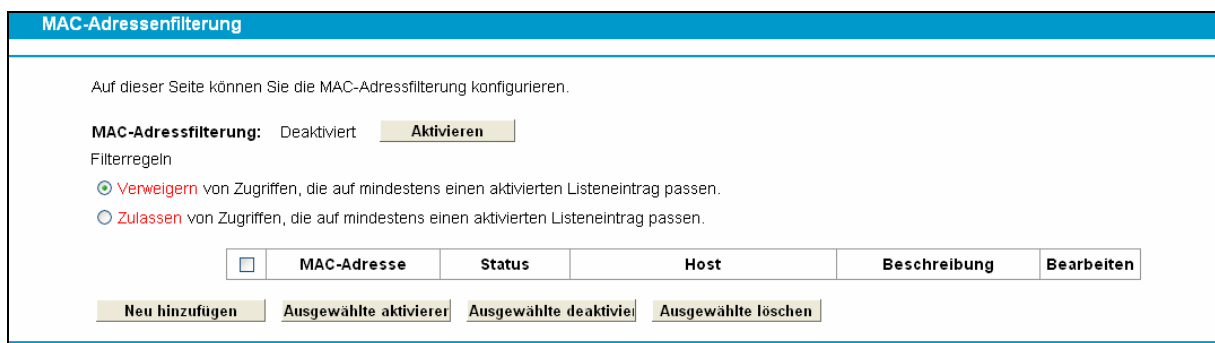 MAC-Adressenfilterung
Auf dieser Seite können Sie die MAC-Adressfilterung konfigurieren.
MAC-Adressfilterung: Deaktiviert Aktivieren
Filterregeln
Verweigern von Zugriffen, die auf mindestens einen aktivierten Listeneintrag passen.
Zulassen von Zugriffen, die auf mindestens einen aktivierten Listeneintrag passen.
MAC-Adresse Status Host Beschreibung Bearbeiten
Neu hinzufügen Ausgewählte aktivierer Ausgewählte deaktivier Ausgewählte löschen